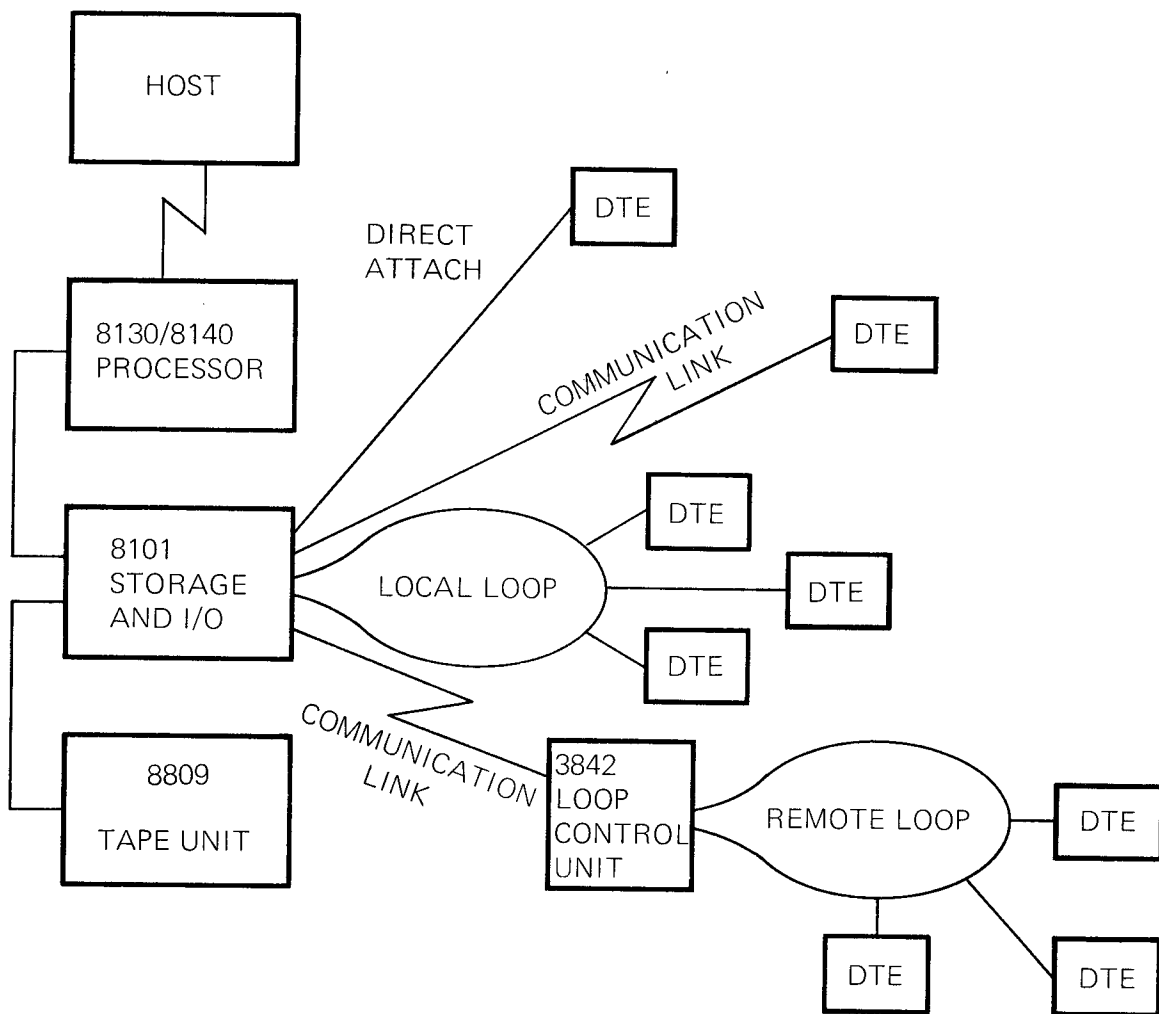 HOST
DTE
DIRECT
ATTACH
8130/8140
PROCESSOR
COMMUNICATION
LINK
DTE
8101
STORAGE
AND I/O
LOCAL LOOP
DTE
DTE
DTE
COMMUNICATION
LINK
8809
TAPE UNIT
3842
LOOP
CONTROL
UNIT
REMOTE LOOP
DTE
DTE
DTE